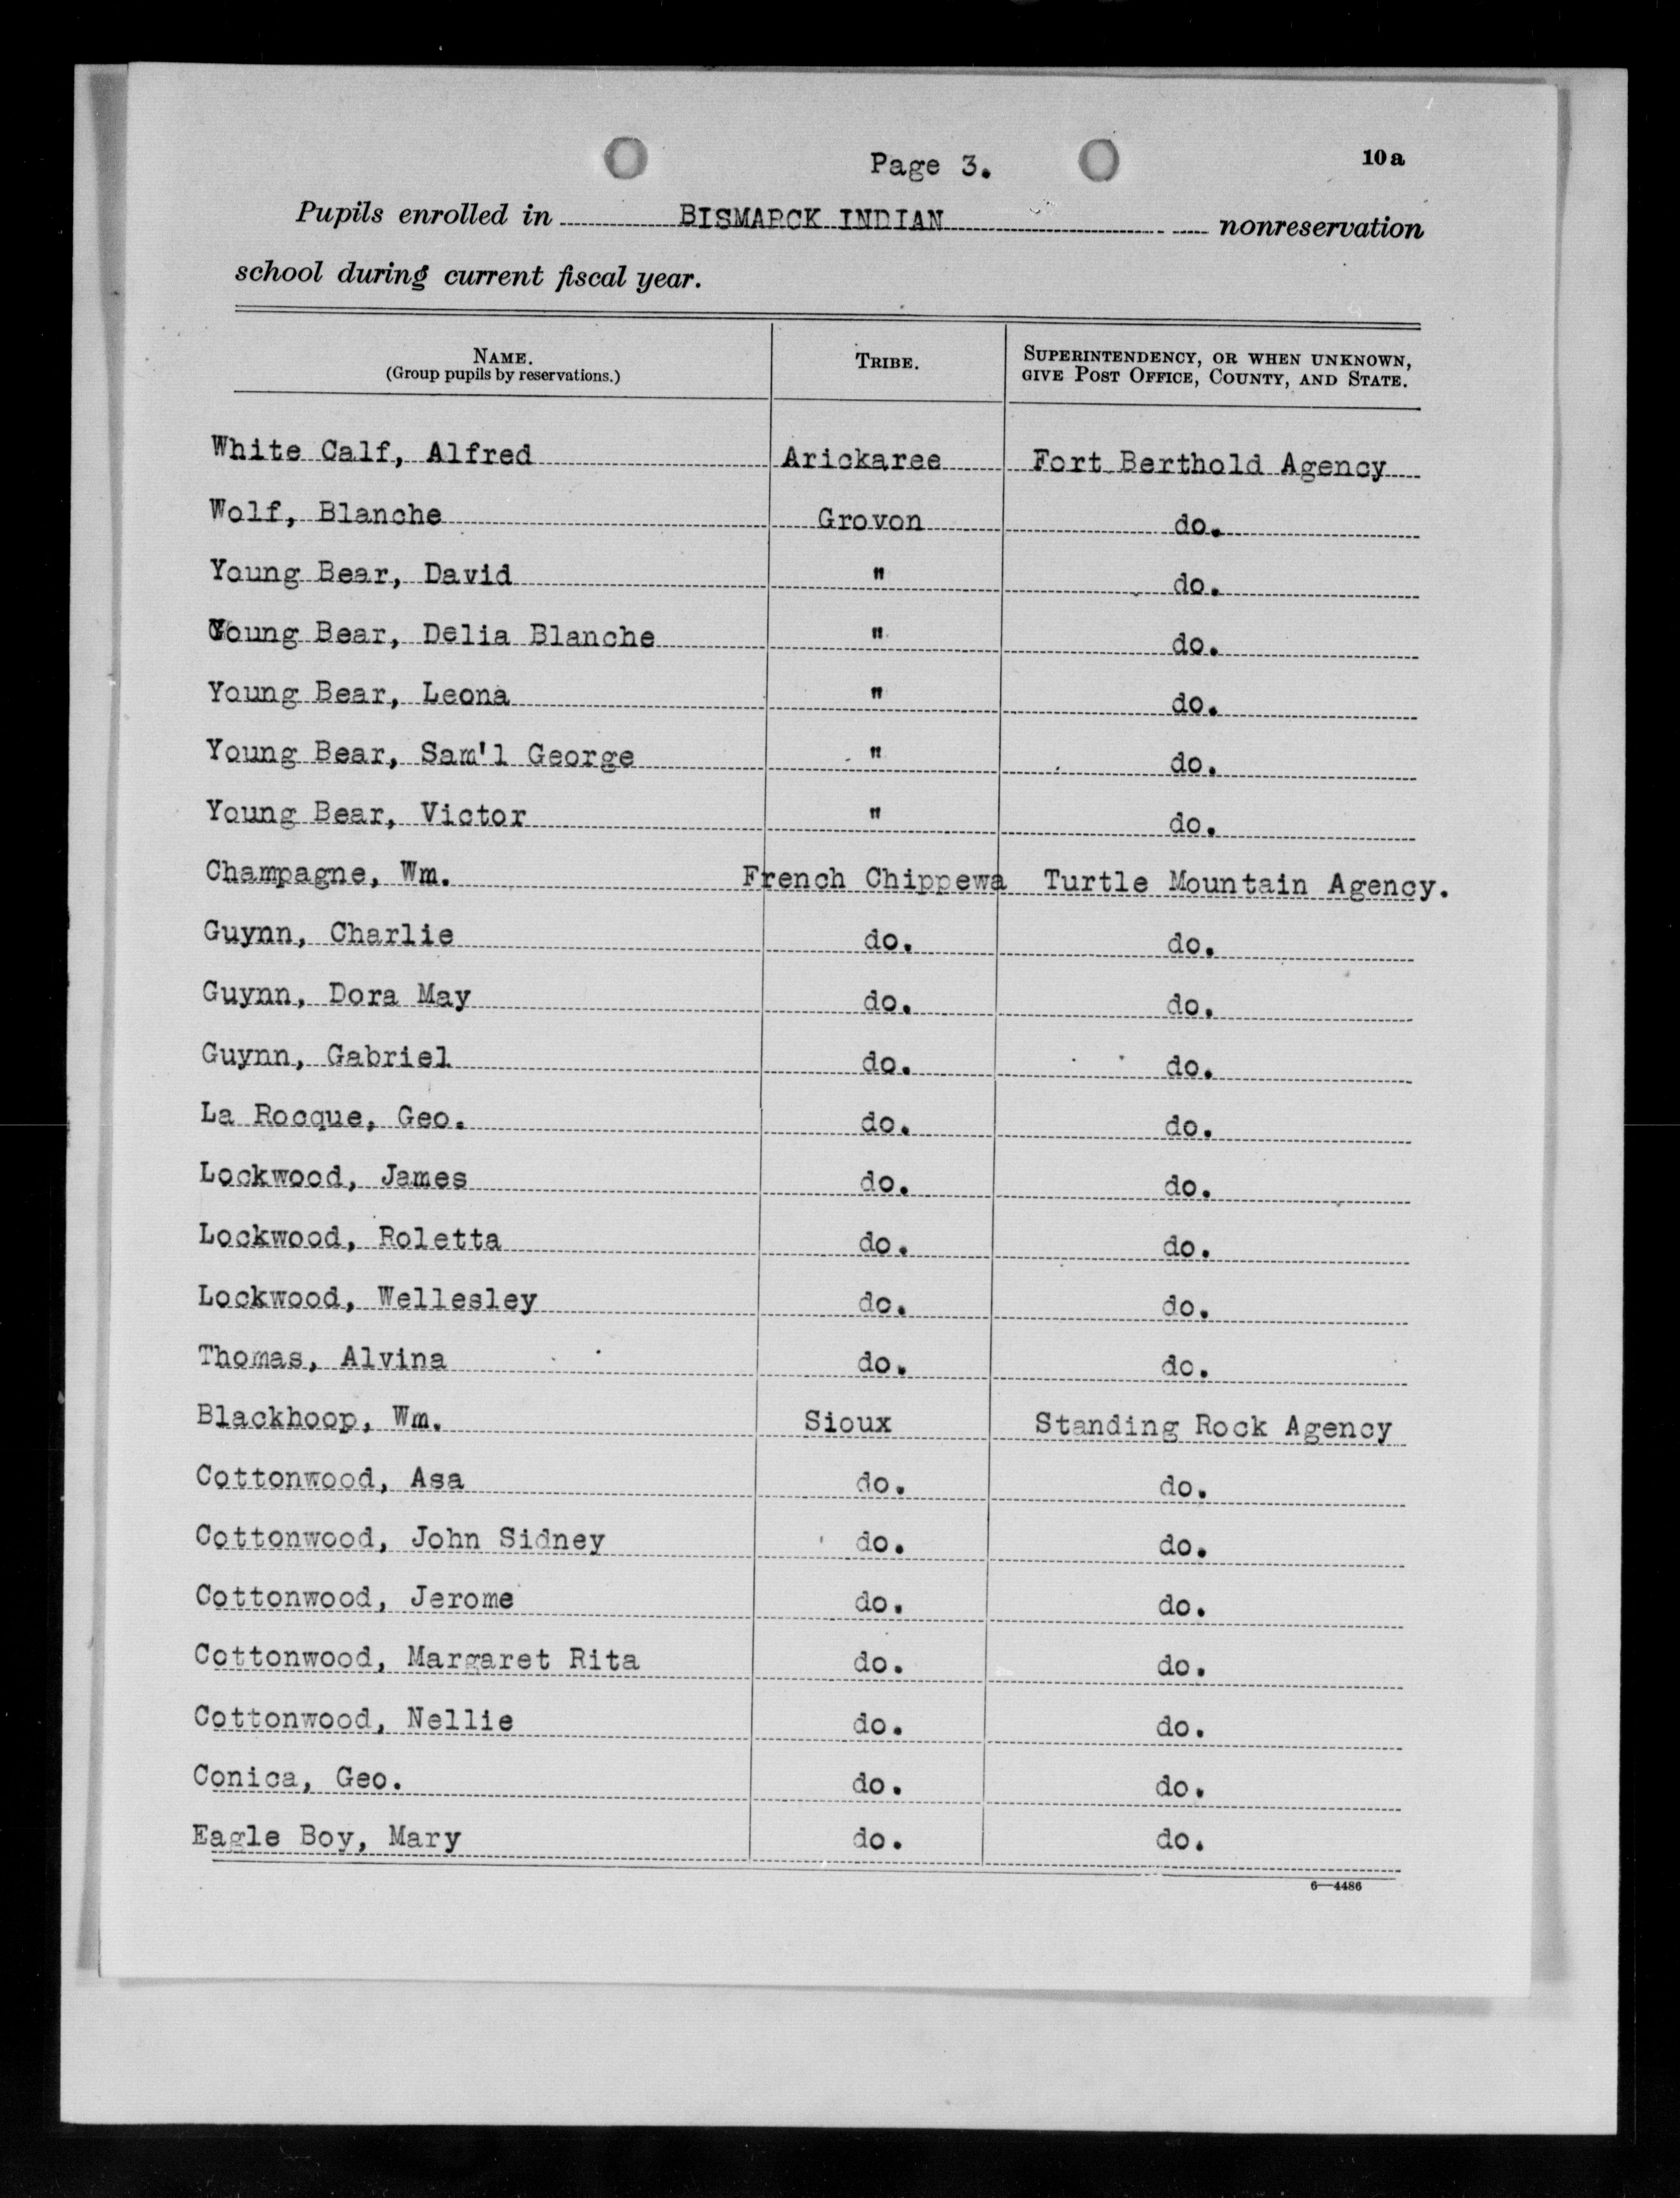 Page 3.
10a
Pupils enrolled in BISMARCK INDIAN nonreservation
school during current fiscal year.
NAME. TRIBE. SUPERINTENDENCY, OR WHEN UNKNOWN,
(Group pupils by reservations.) GIVE POST OFFICE, COUNTY, AND STATE.
White Calf, Alfred Arickaree Fort Berthold Agency
Wolf, Blanche Grovon do.
Young Bear, David " do.
Young Bear, Delia Blanche " do.
Young Bear, Leona " do.
Young Bear, Sam'l George " do.
Young Bear, Victor " do.
Champagne, Wm. French Chippewa Turtle Mountain Agency.
Guynn, Charlie do. do.
Guynn, Dora May do. do.
Guynn, Gabriel do. do.
La Rocque, Geo. do. do.
Lockwood, James do. do.
Lockwood, Roletta do. do.
Lockwood, Wellesley do. do.
Thomas, Alvina do. do.
Blackhoop, Wm. Sioux Standing Rock Agency
Cottonwood, Asa do. do.
Cottonwood, John Sidney do. do.
Cottonwood, Jerome do. do.
Cottonwood, Margaret Rita do. do.
Cottonwood, Nellie do. do.
Conica, Geo. do. do.
Eagle Boy, Mary do. do.
6—4486